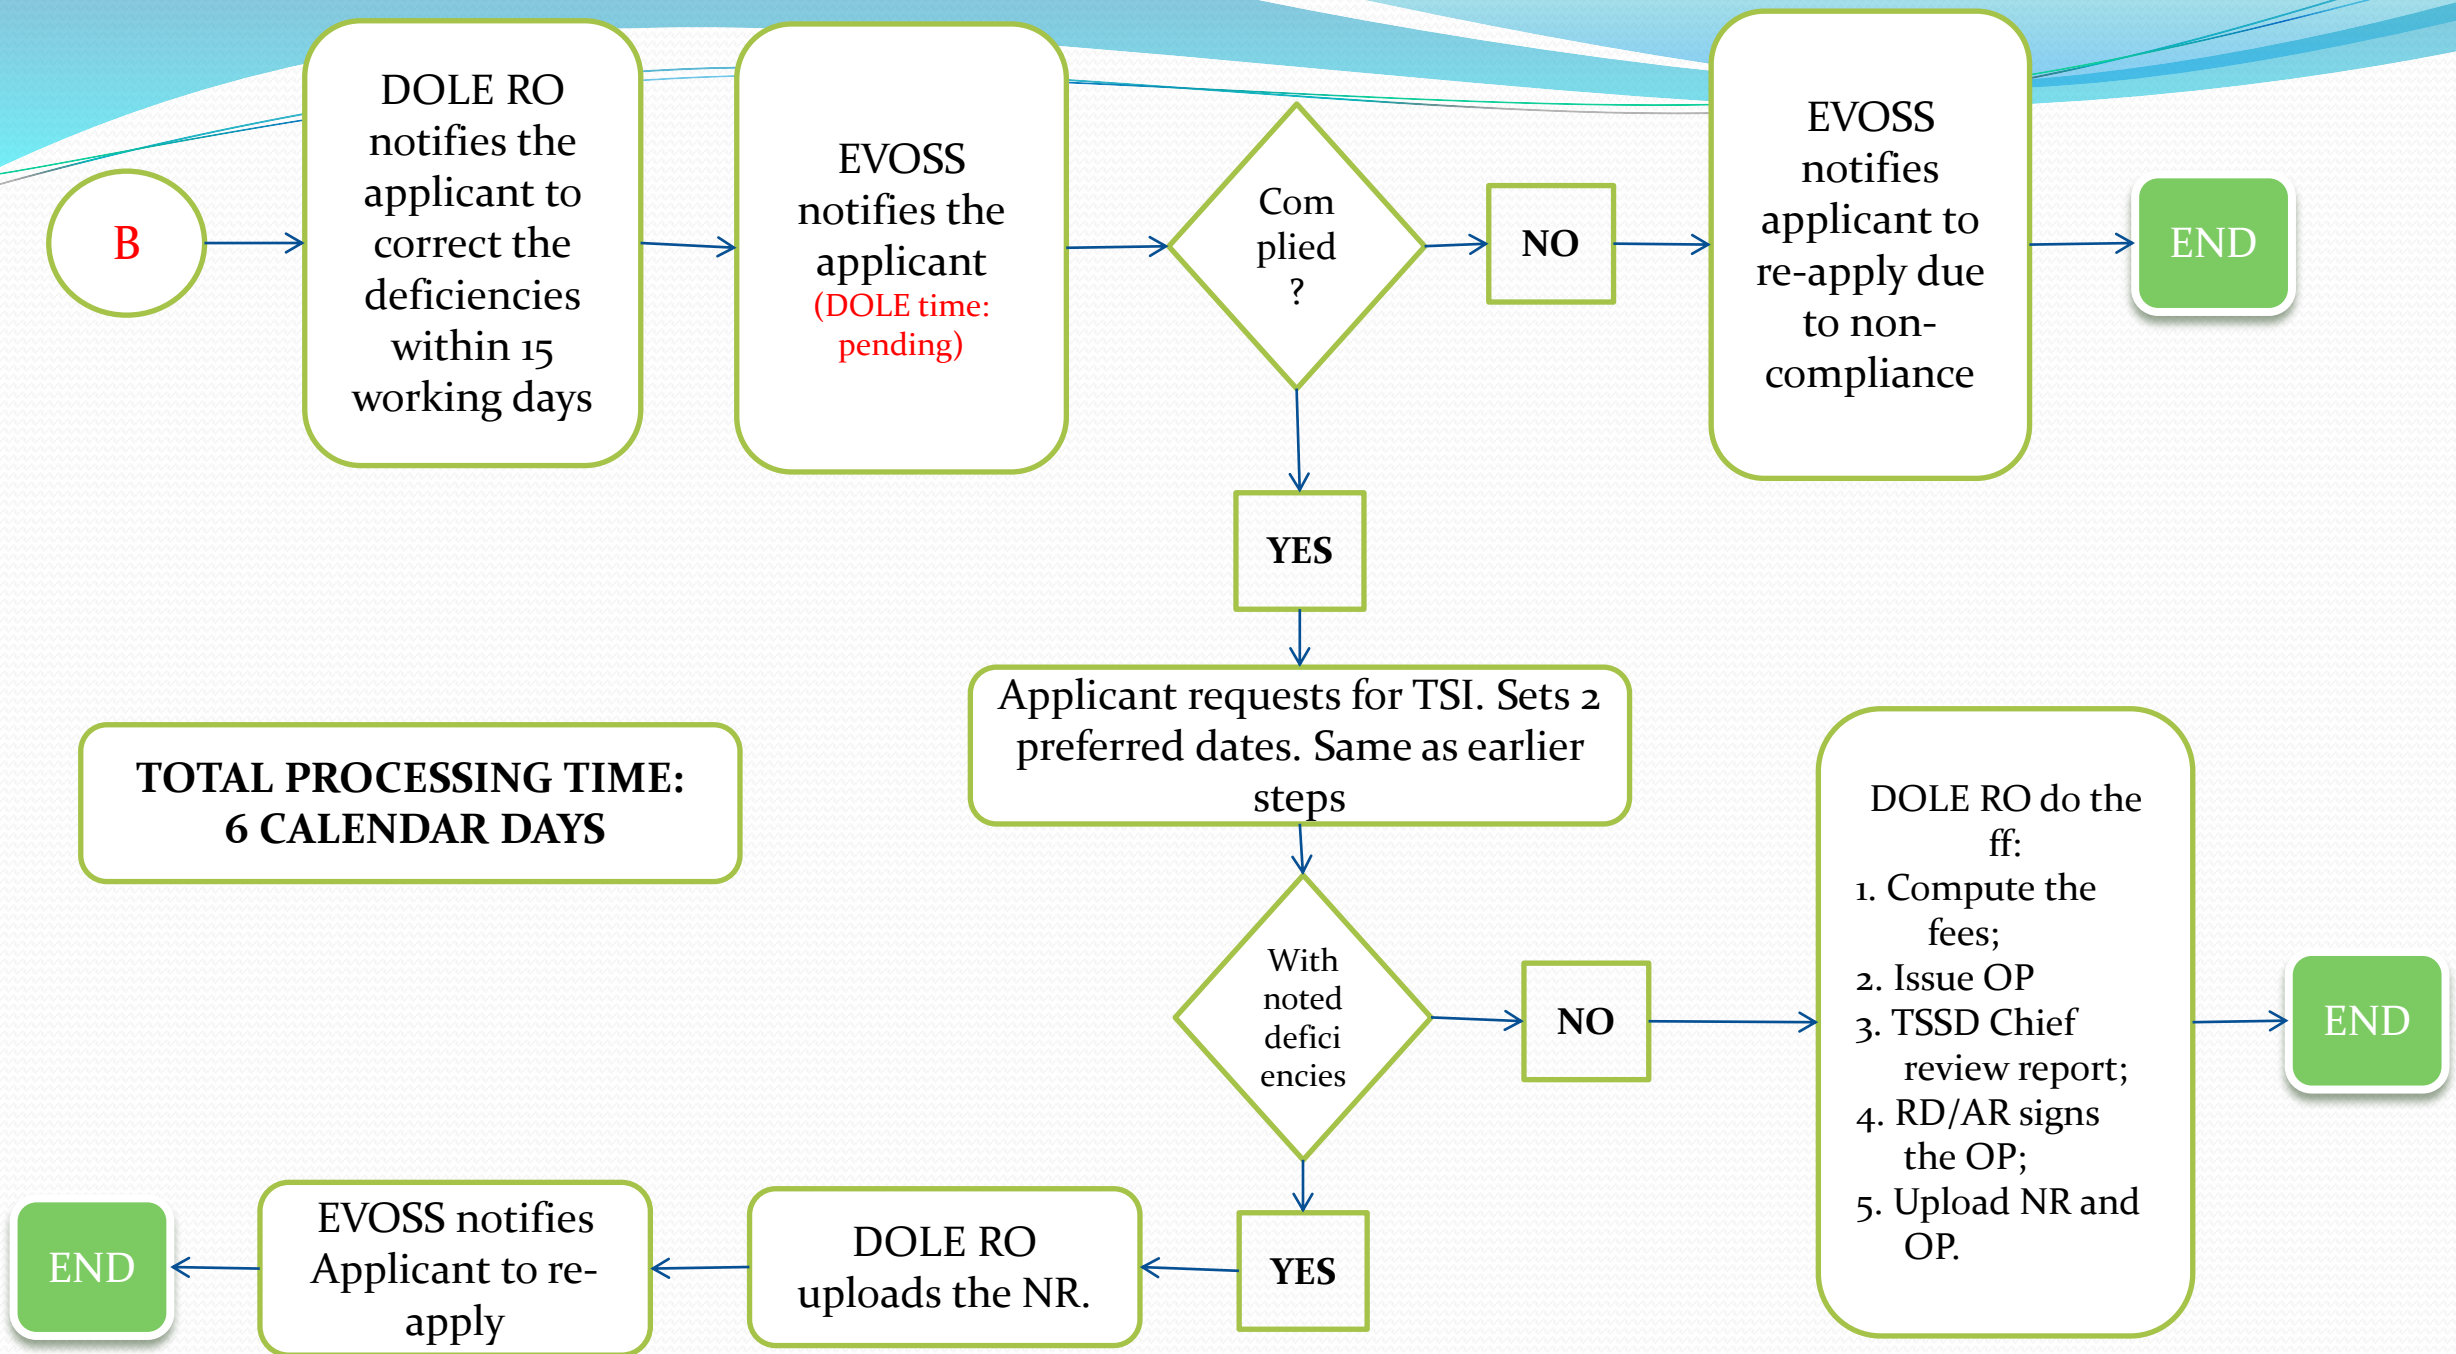 B
DOLE RO
notifies the
applicant to
correct the
deficiencies
within 15
working days
EVOSS
notifies the
applicant
(DOLE time:
pending)
Com
plied
?
NO
EVOSS
notifies
applicant to
re-apply due
to non-
compliance
END
YES
Applicant requests for TSI. Sets 2
preferred dates. Same as earlier
steps
TOTAL PROCESSING TIME:
6 CALENDAR DAYS
With
noted
defici
encies
NO
DOLE RO do the
ff:
1. Compute the
fees;
2. Issue OP
3. TSSD Chief
review report;
4. RD/AR signs
the OP;
5. Upload NR and
OP.
END
YES
DOLE RO
uploads the NR.
EVOSS notifies
Applicant to re-
apply
END